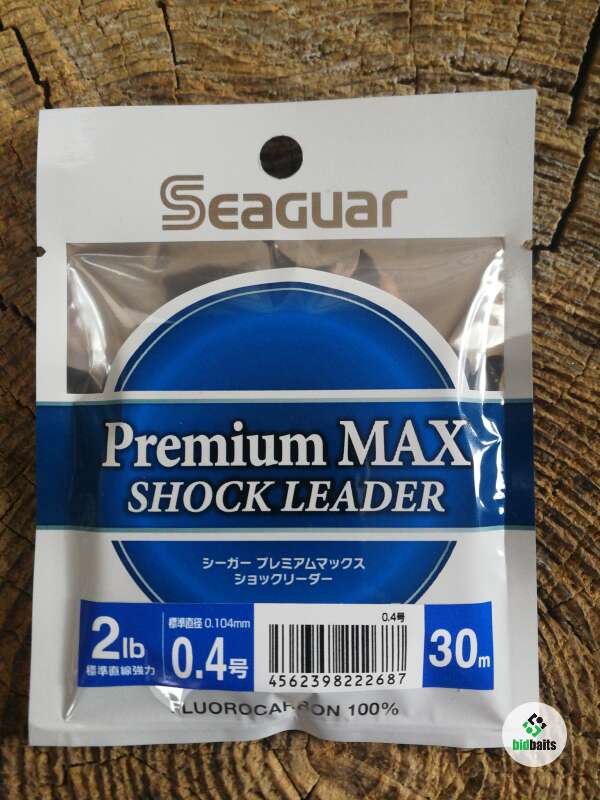 Seaguar
Premium MAX
SHOCK LEADER
シーガー プレミアムマックス
ショックリーダー
2lb
標準直線強力
標準直径 0.104mm
0.4号
0.4号
4562398222687
30m
FLUOROCARBON 100%
bidbaits